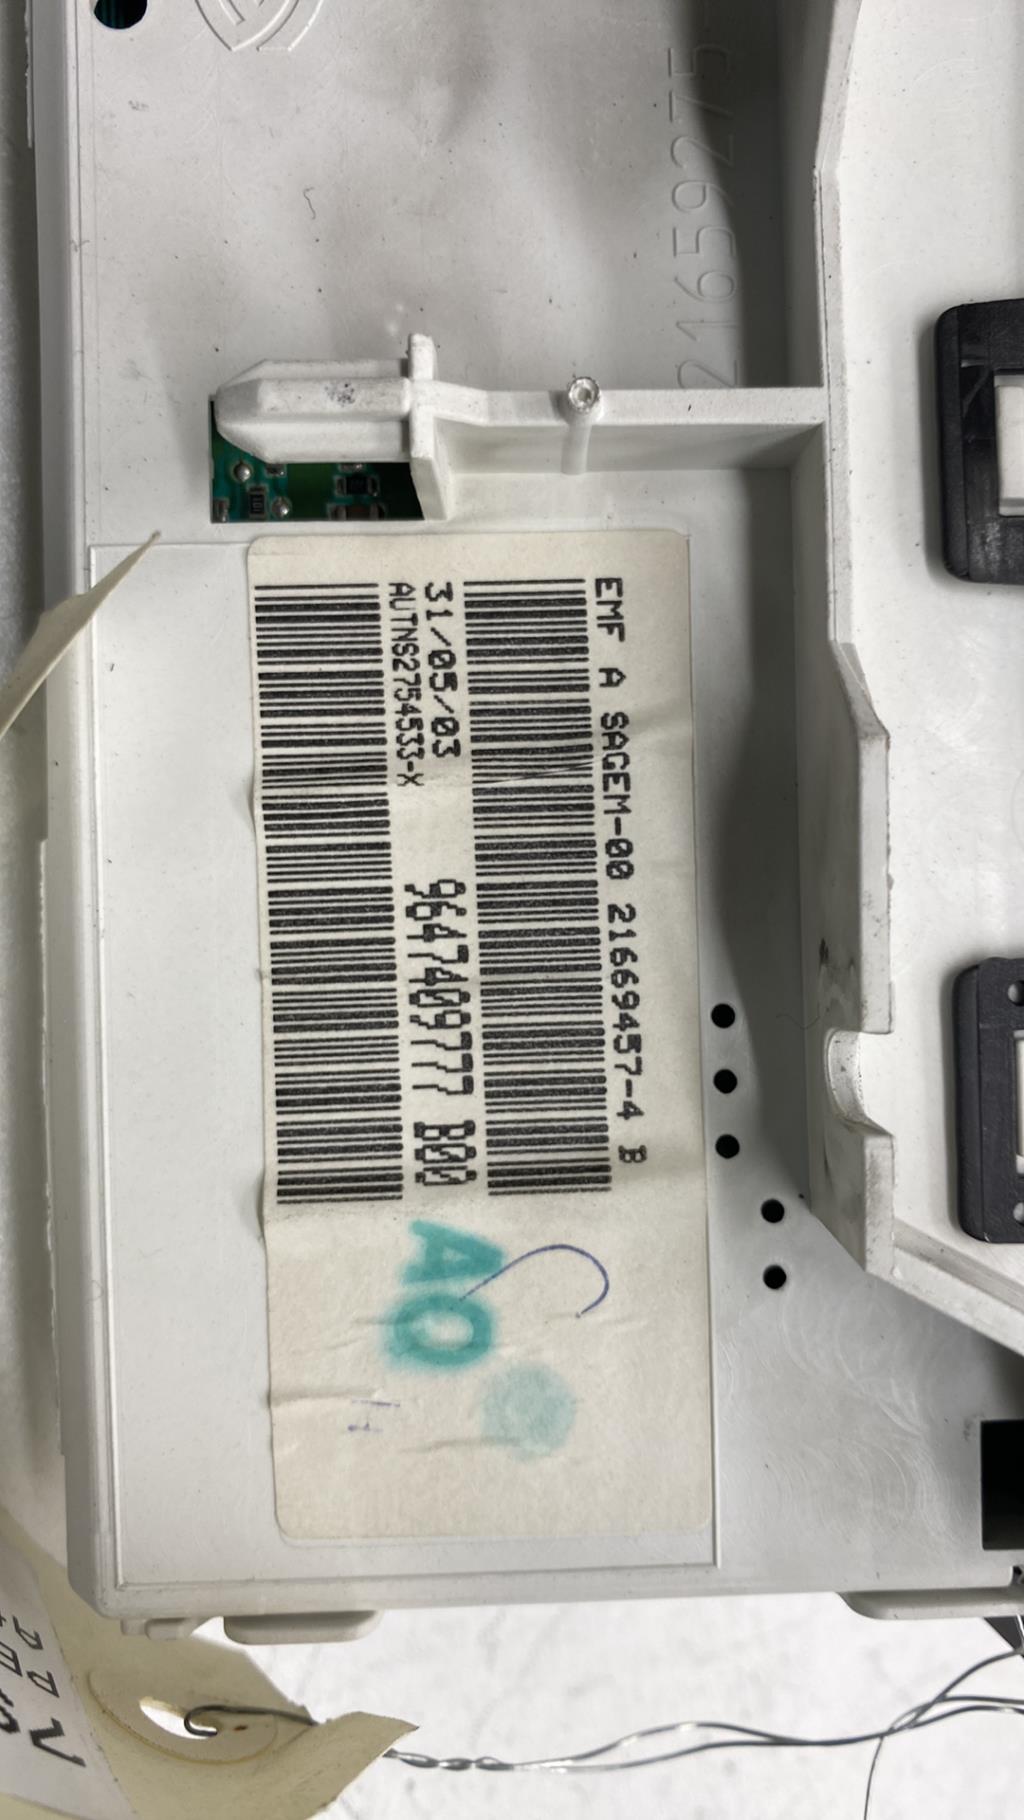 21659275
EMF A SAGEM-00 21669457-4 B
31/05/03 9647409777 B00
AUTNS2754533-X
A0
H